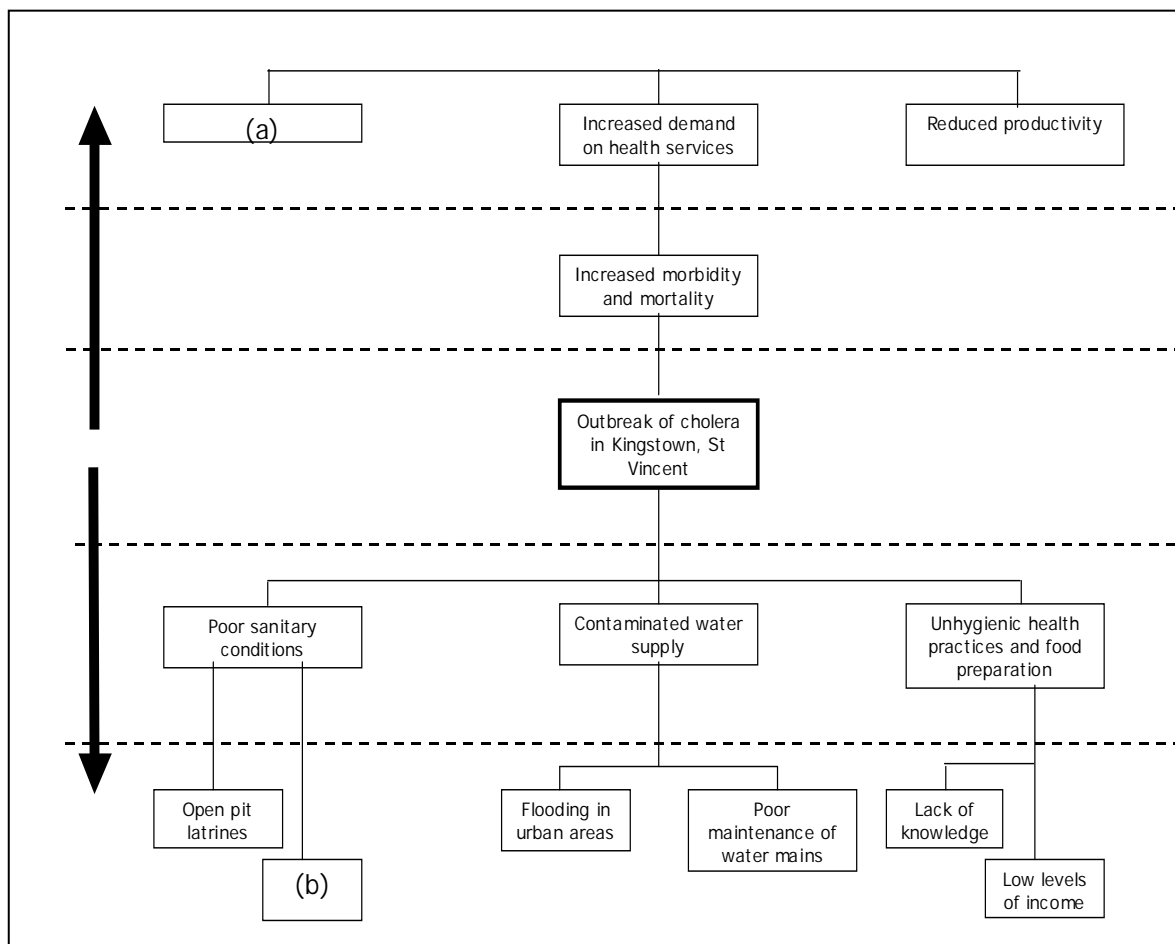 (a)
Increased demand
on health services
Reduced productivity
Increased morbidity
and mortality
Outbreak of cholera
in Kingstown, St
Vincent
Poor sanitary
conditions
Contaminated water
supply
Unhygienic health
practices and food
preparation
Open pit
latrines
(b)
Flooding in
urban areas
Poor
maintenance of
water mains
Lack of
knowledge
Low levels
of income